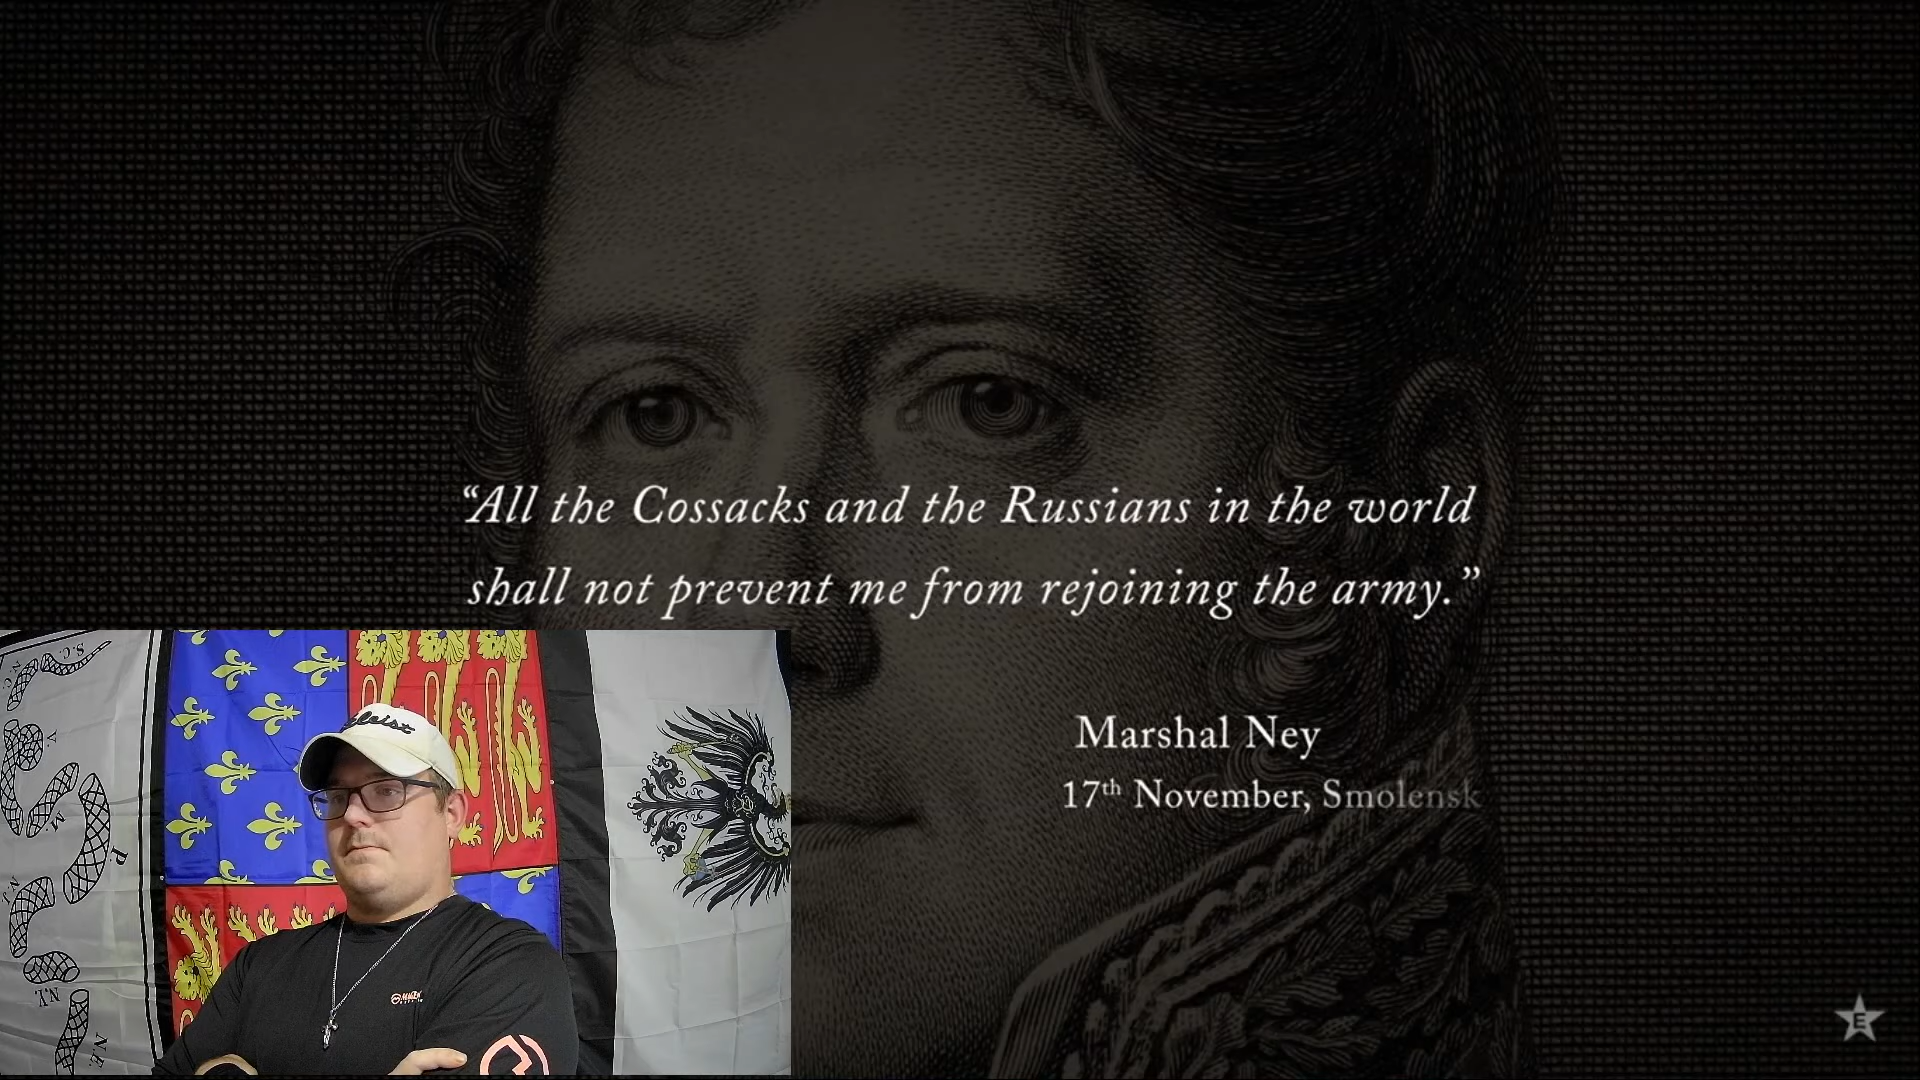 “All the Cossacks and the Russians in the world
shall not prevent me from rejoining the army.”
Marshal Ney
17th November, Smolensk
S.C.
N.C.
V.
M.
P.
N.J.
N.Y.
N.E.
E